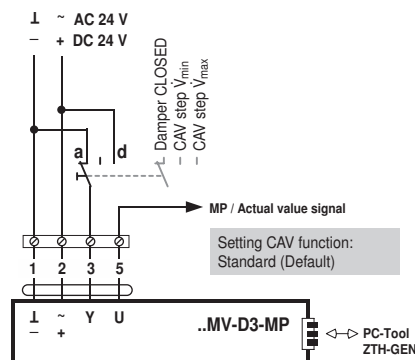 ⊥ ~ AC 24 V
– + DC 24 V
Damper CLOSED
– CAV step V̇min
– CAV step V̇max
a d
MP / Actual value signal
Setting CAV function:
Standard (Default)
1 2 3 5
⊥ ~ Y U
– +
..MV-D3-MP
PC-Tool
ZTH-GEN